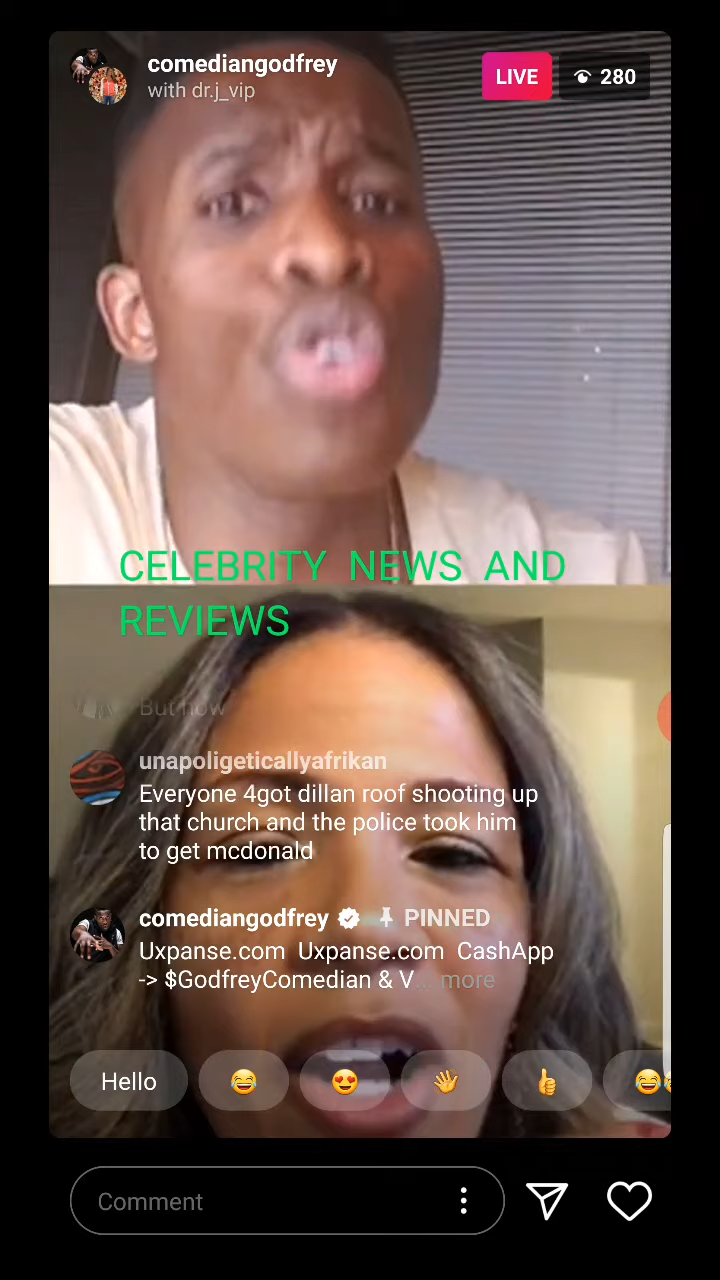 comediangodfrey
with dr.j_vip
LIVE
280
CELEBRITY NEWS AND
REVIEWS
But now
unapoligeticallyafrikan
Everyone 4got dillan roof shooting up
that church and the police took him
to get mcdonald
comediangodfrey PINNED
Uxpanse.com Uxpanse.com CashApp
-> $GodfreyComedian & V... more
Hello
Comment